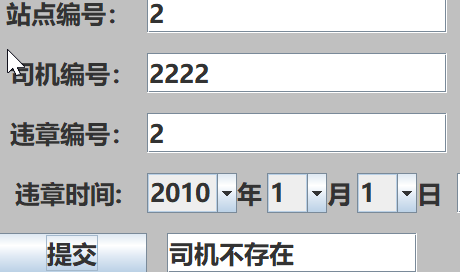 站点编号: 2
司机编号: 2222
违章编号: 2
违章时间: 2010 年 1 月 1 日
提交 司机不存在